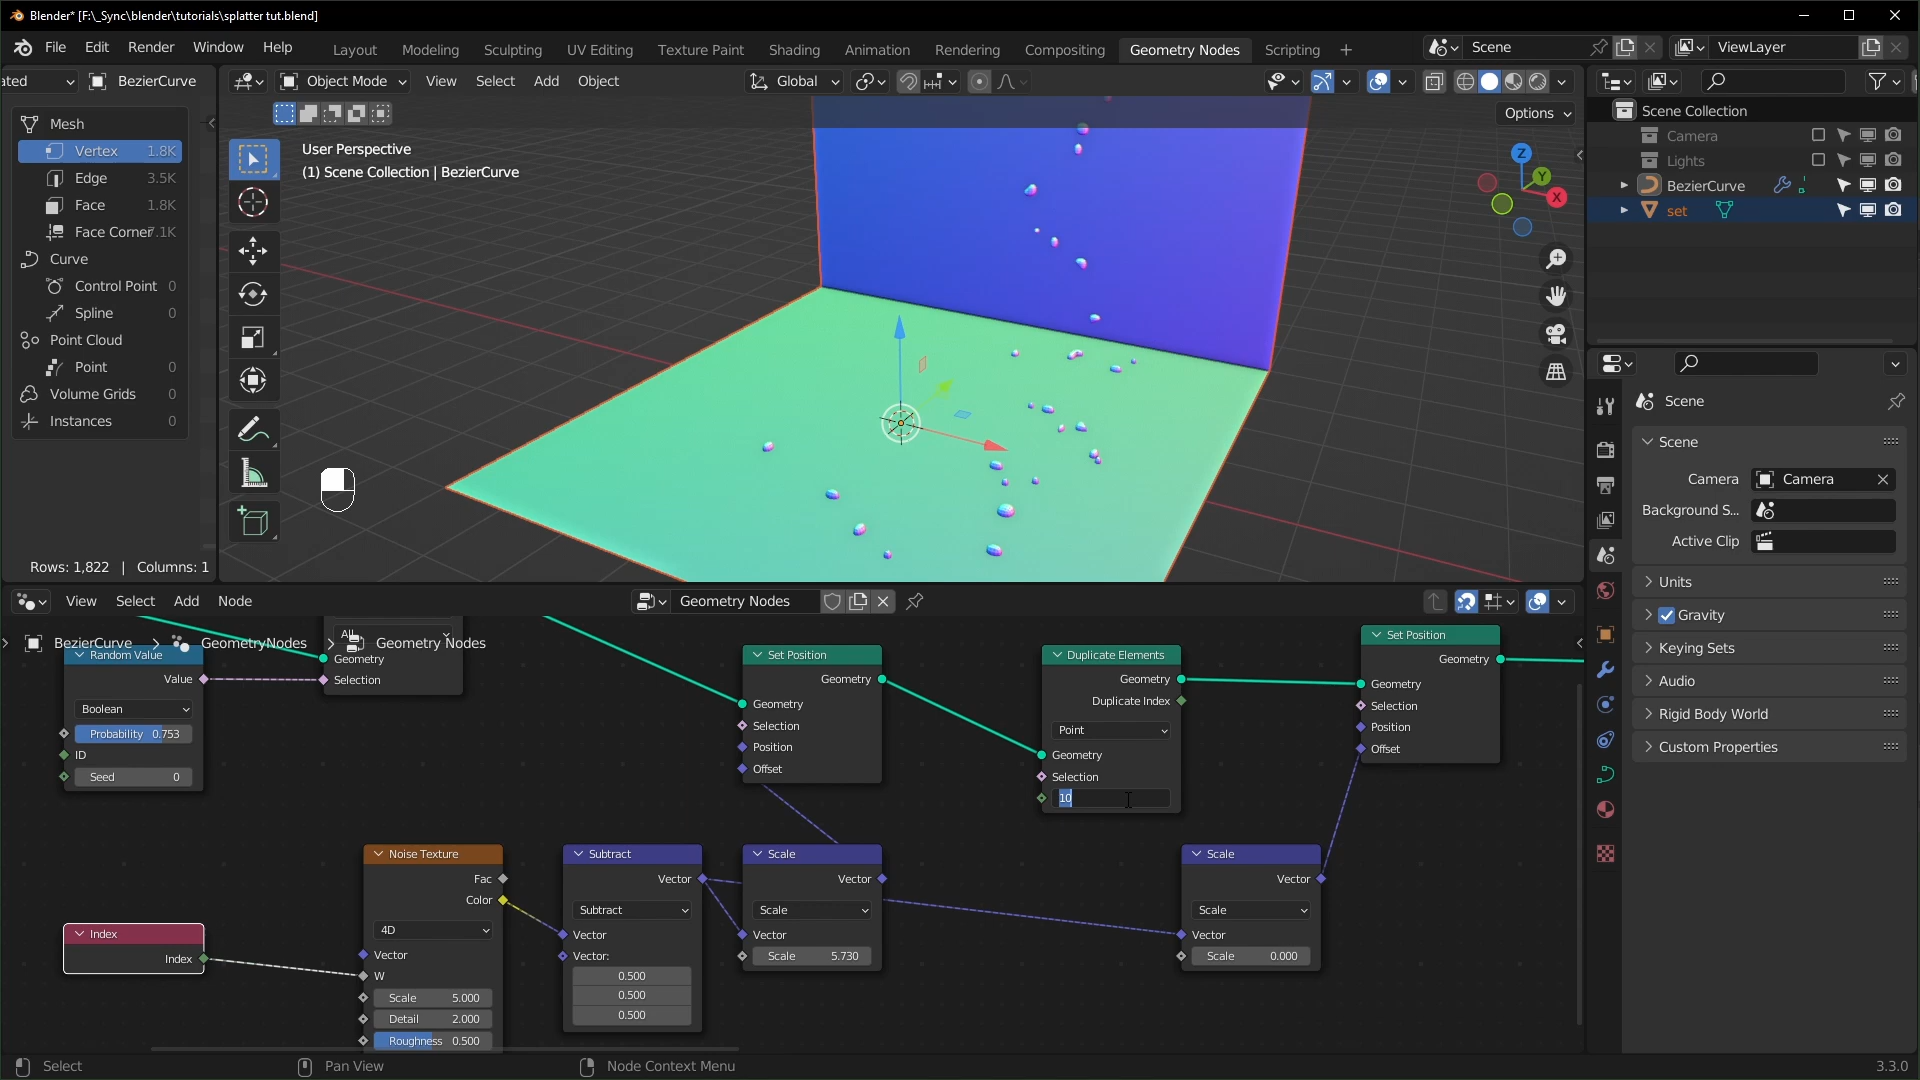 Blender* [F:\_Sync\blender\tutorials\splatter tut.blend]
File Edit Render Window Help
Layout Modeling Sculpting UV Editing Texture Paint Shading Animation Rendering Compositing Geometry Nodes Scripting +
Scene
ViewLayer
ated
BezierCurve
Object Mode
View Select Add Object
Global
Options
Mesh
Vertex 1.8K
Edge 3.5K
Face 1.8K
Face Corner 7.1K
Curve
Control Point 0
Spline 0
Point Cloud
Point 0
Volume Grids 0
Instances 0
Rows: 1,822 | Columns: 1
User Perspective
(1) Scene Collection | BezierCurve
Z
Y
X
Scene Collection
Camera
Lights
BezierCurve
set
Scene
Scene
Camera Camera
Background S...
Active Clip
Units
Gravity
Keying Sets
Audio
Rigid Body World
Custom Properties
View Select Add Node
Geometry Nodes
BezierCurve > GeometryNodes > Geometry Nodes
Random Value
Value
Boolean
Probability 0.753
ID
Seed 0
All
Geometry
Selection
Set Position
Geometry
Geometry
Selection
Position
Offset
Duplicate Elements
Geometry
Duplicate Index
Point
Geometry
Selection
10
Set Position
Geometry
Geometry
Selection
Position
Offset
Index
Index
Noise Texture
Fac
Color
4D
Vector
W
Scale 5.000
Detail 2.000
Roughness 0.500
Subtract
Vector
Subtract
Vector
Vector:
0.500
0.500
0.500
Scale
Vector
Scale
Vector
Scale 5.730
Scale
Vector
Scale
Vector
Scale 0.000
Select
Pan View
Node Context Menu
3.3.0